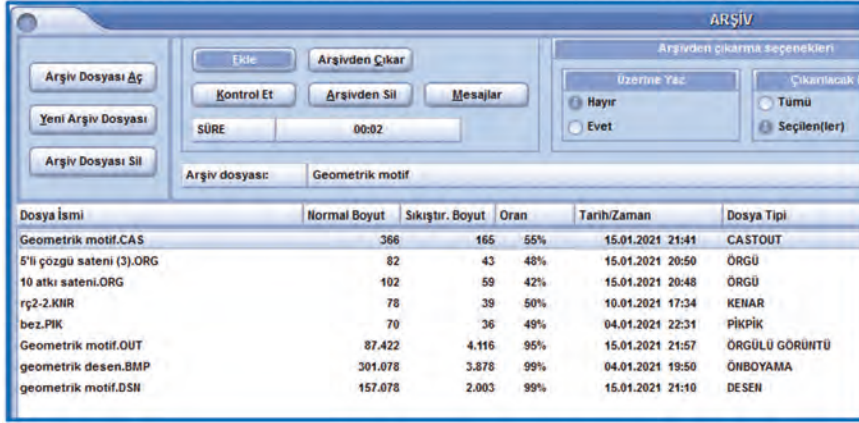 ARŞİV
Arşiv Dosyası Aç
Yeni Arşiv Dosyası
Arşiv Dosyası Sil
Ekle
Arşivden Çıkar
Kontrol Et
Arşivden Sil
Mesajlar
SÜRE 00:02
Arşivden çıkarma seçenekleri
Üzerine Yaz
Hayır
Evet
Çıkarılacak
Tümü
Seçilen(ler)
Arşiv dosyası: Geometrik motif
Dosya İsmi Normal Boyut Sıkıştır. Boyut Oran Tarih/Zaman Dosya Tipi
Geometrik motif.CAS 366 165 55% 15.01.2021 21:41 CASTOUT
5'li çözgü sateni (3).ORG 82 43 48% 15.01.2021 20:50 ÖRGÜ
10 atkı sateni.ORG 102 59 42% 15.01.2021 20:48 ÖRGÜ
rç2-2.KNR 78 39 50% 10.01.2021 17:34 KENAR
bez.PIK 70 36 49% 04.01.2021 22:31 PİKPİK
Geometrik motif.OUT 87.422 4.116 95% 15.01.2021 21:57 ÖRGÜLÜ GÖRÜNTÜ
geometrik desen.BMP 301.078 3.878 99% 04.01.2021 19:50 ÖNBOYAMA
geometrik motif.DSN 157.078 2.003 99% 15.01.2021 21:10 DESEN